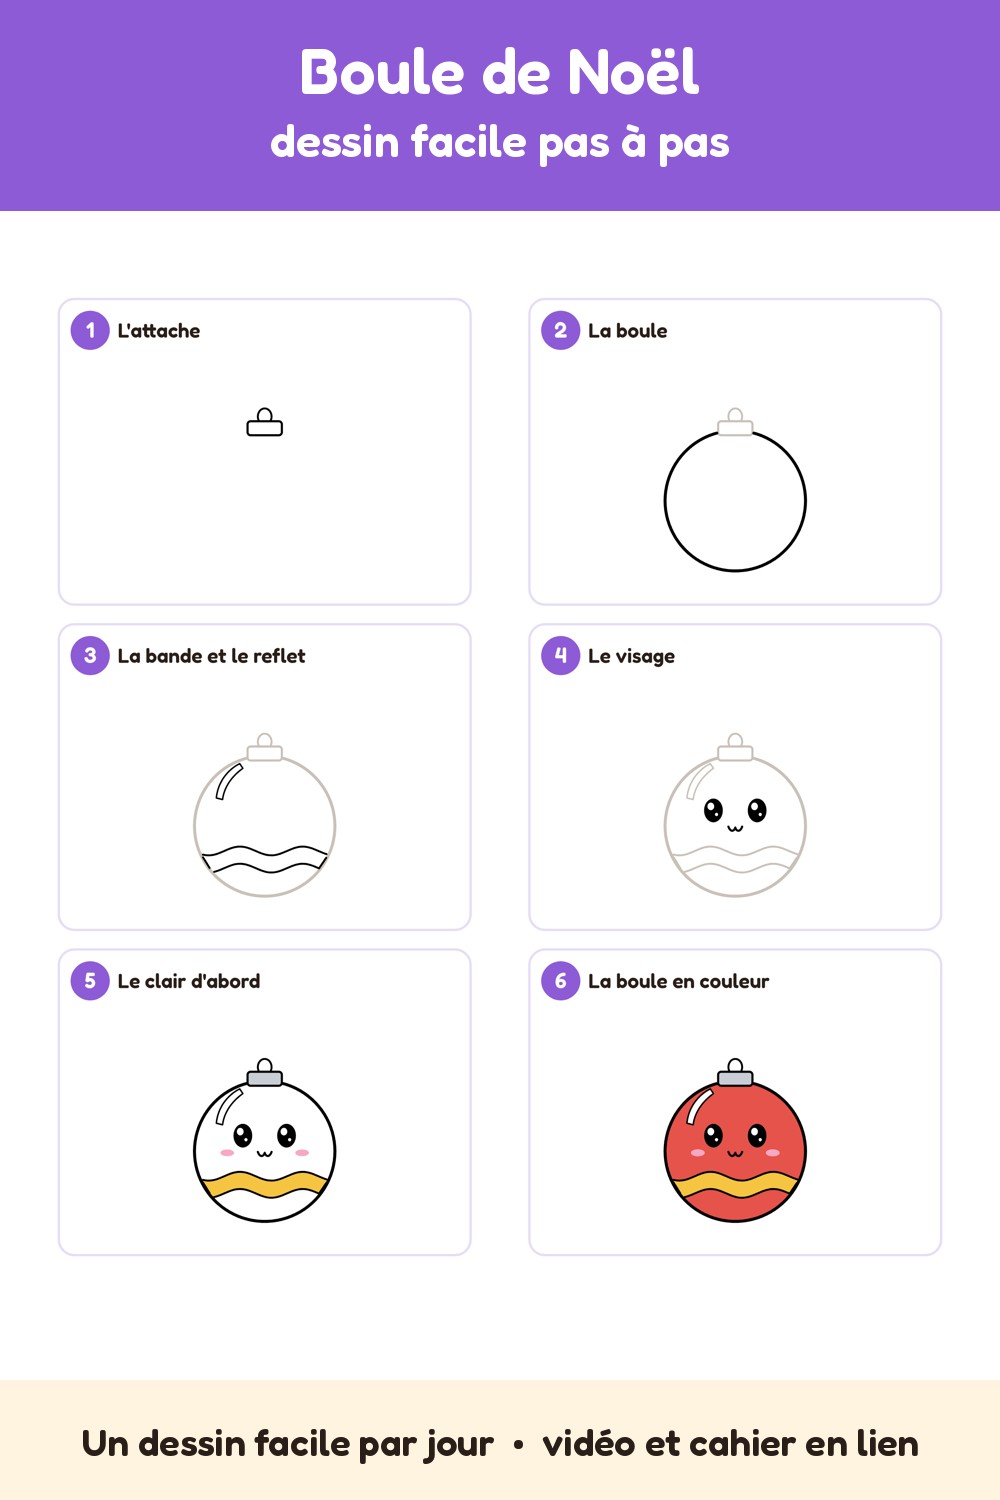 Boule de Noël
dessin facile pas à pas
1 L'attache
2 La boule
3 La bande et le reflet
4 Le visage
5 Le clair d'abord
6 La boule en couleur
Un dessin facile par jour • vidéo et cahier en lien